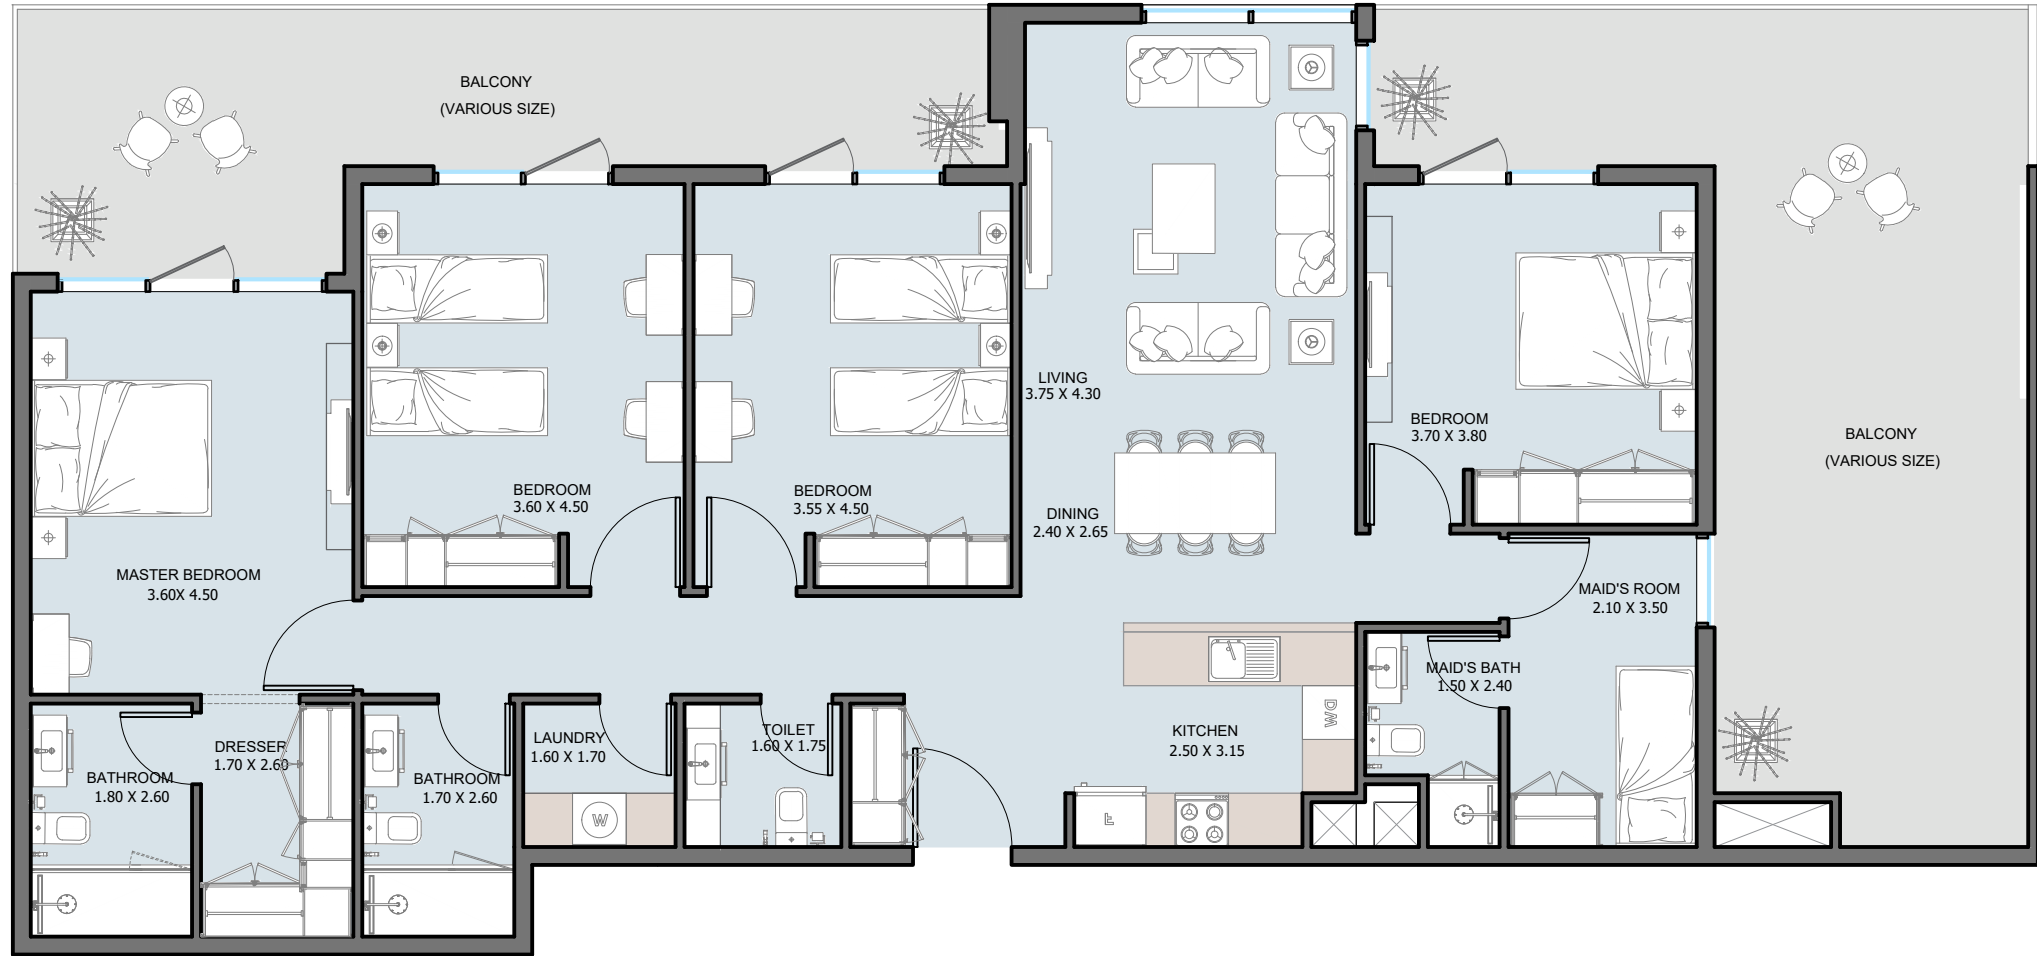 BALCONY
(VARIOUS SIZE)
LIVING
3.75 X 4.30
BEDROOM
3.70 X 3.80
BALCONY
(VARIOUS SIZE)
BEDROOM
3.60 X 4.50
BEDROOM
3.55 X 4.50
DINING
2.40 X 2.65
MASTER BEDROOM
3.60X 4.50
MAID'S ROOM
2.10 X 3.50
MAID'S BATH
1.50 X 2.40
DW
KITCHEN
2.50 X 3.15
TOILET
1.60 X 1.75
LAUNDRY
1.60 X 1.70
DRESSER
1.70 X 2.60
BATHROOM
1.80 X 2.60
BATHROOM
1.70 X 2.60
W
F